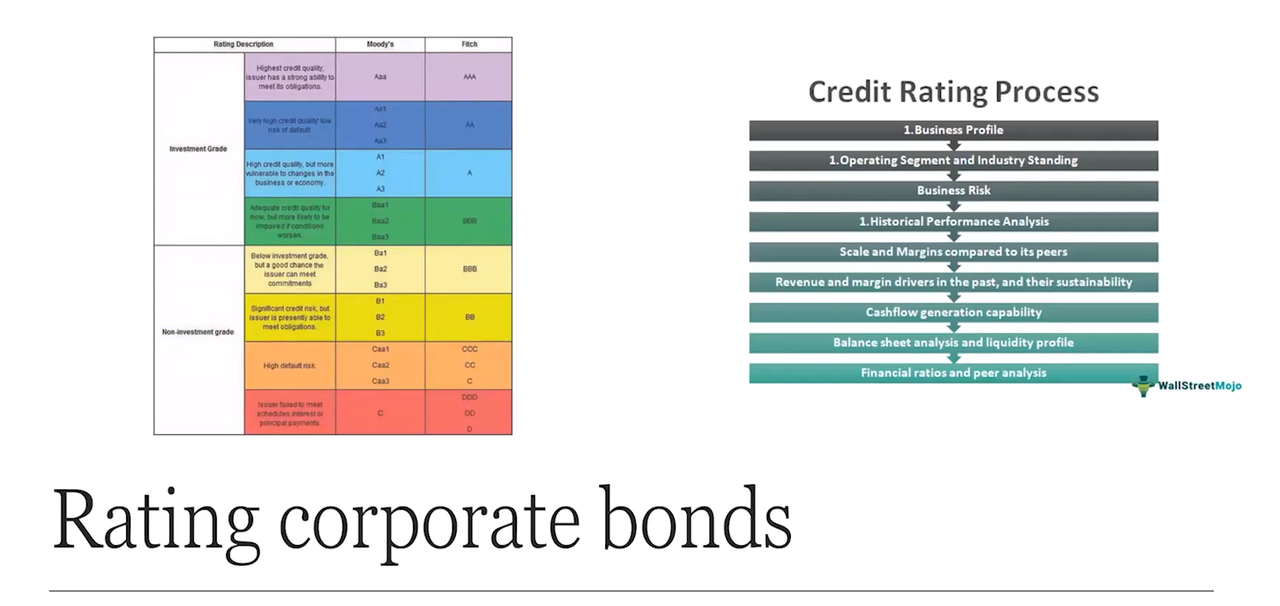 Rating Description Moody's Fitch
Investment Grade
Highest credit quality;
issuer has a strong ability to
meet its obligations.
Aaa
AAA
Very high credit quality' low
risk of default
Aa1
Aa2
Aa3
AA
High credit quality, but more
vulnerable to changes in the
business or economy.
A1
A2
A3
A
Adequate credit quality for
now, but more likely to be
impaired if conditions
worsen.
Baa1
Baa2
Baa3
BBB
Non-investment grade
Below investment grade,
but a good chance the
issuer can meet
commitments
Ba1
Ba2
Ba3
BBB
Significant credit risk, but
issuer is presently able to
meet obligations.
B1
B2
B3
BB
High default risk.
Caa1
Caa2
Caa3
CCC
CC
C
Issuer failed to meet
schedules interest or
principal payments.
C
DDD
DD
D
Credit Rating Process
1.Business Profile
1.Operating Segment and Industry Standing
Business Risk
1.Historical Performance Analysis
Scale and Margins compared to its peers
Revenue and margin drivers in the past, and their sustainability
Cashflow generation capability
Balance sheet analysis and liquidity profile
Financial ratios and peer analysis
WallStreetMojo
Rating corporate bonds